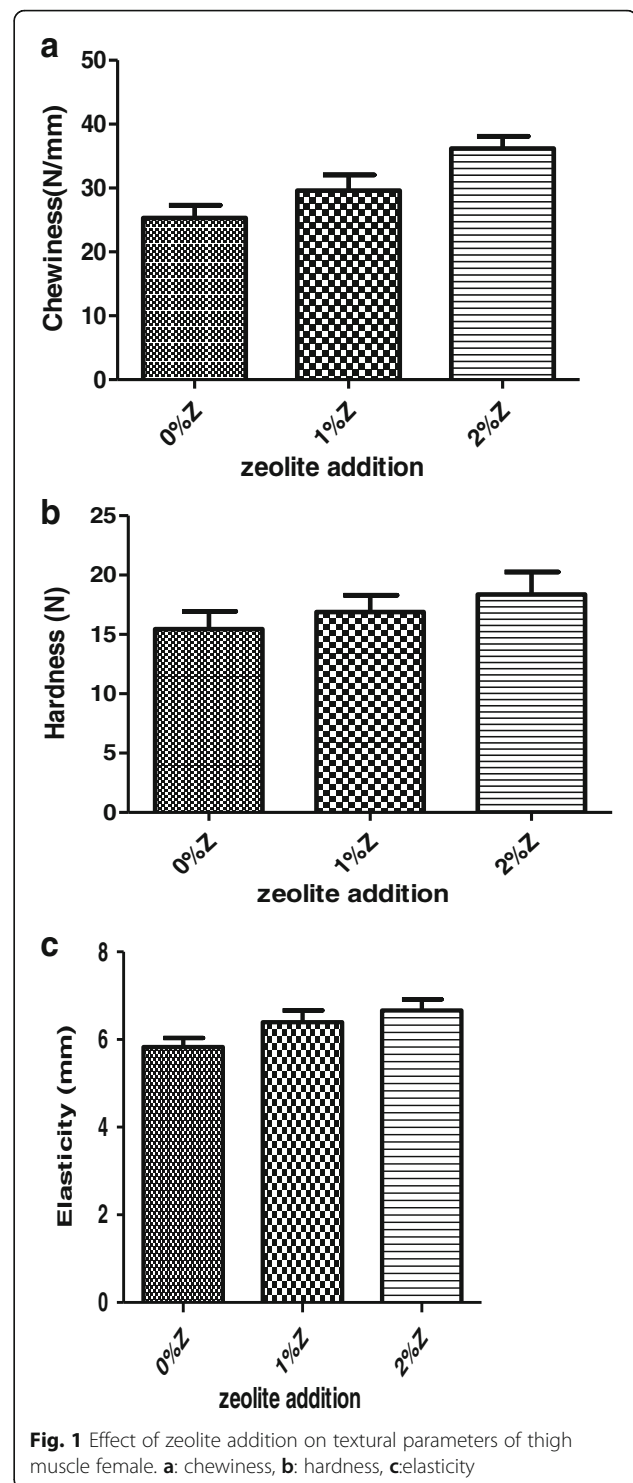 a
Chewiness(N/mm)
50
40
30
20
10
0
0%Z
1%Z
2%Z
zeolite addition
b
Hardness (N)
25
20
15
10
5
0
0%Z
1%Z
2%Z
zeolite addition
c
Elasticity (mm)
8
6
4
2
0
0%Z
1%Z
2%Z
zeolite addition
Fig. 1 Effect of zeolite addition on textural parameters of thigh
muscle female. a: chewiness, b: hardness, c:elasticity